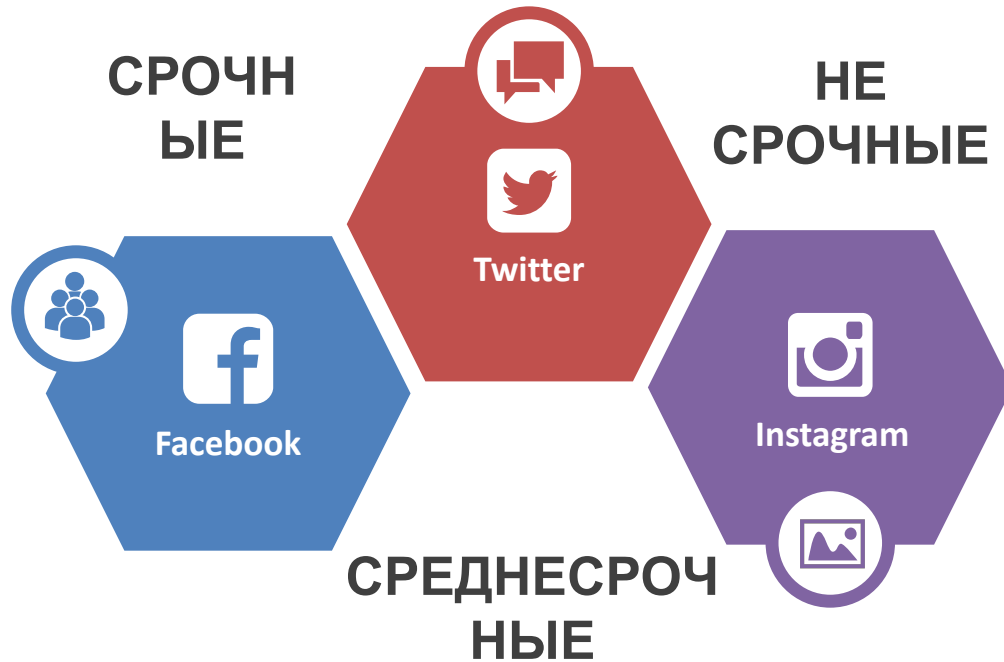 СРОЧН
ЫЕ
НЕ
СРОЧНЫЕ
Twitter
Facebook
Instagram
СРЕДНЕСРОЧ
НЫЕ